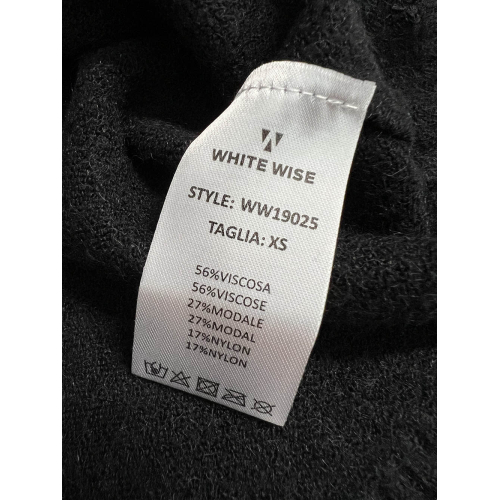 WHITE WISE
STYLE: WW19025
TAGLIA: XS
56%VISCOSA
56%VISCOSE
27%MODALE
27%MODAL
17%NYLON
17%NYLON